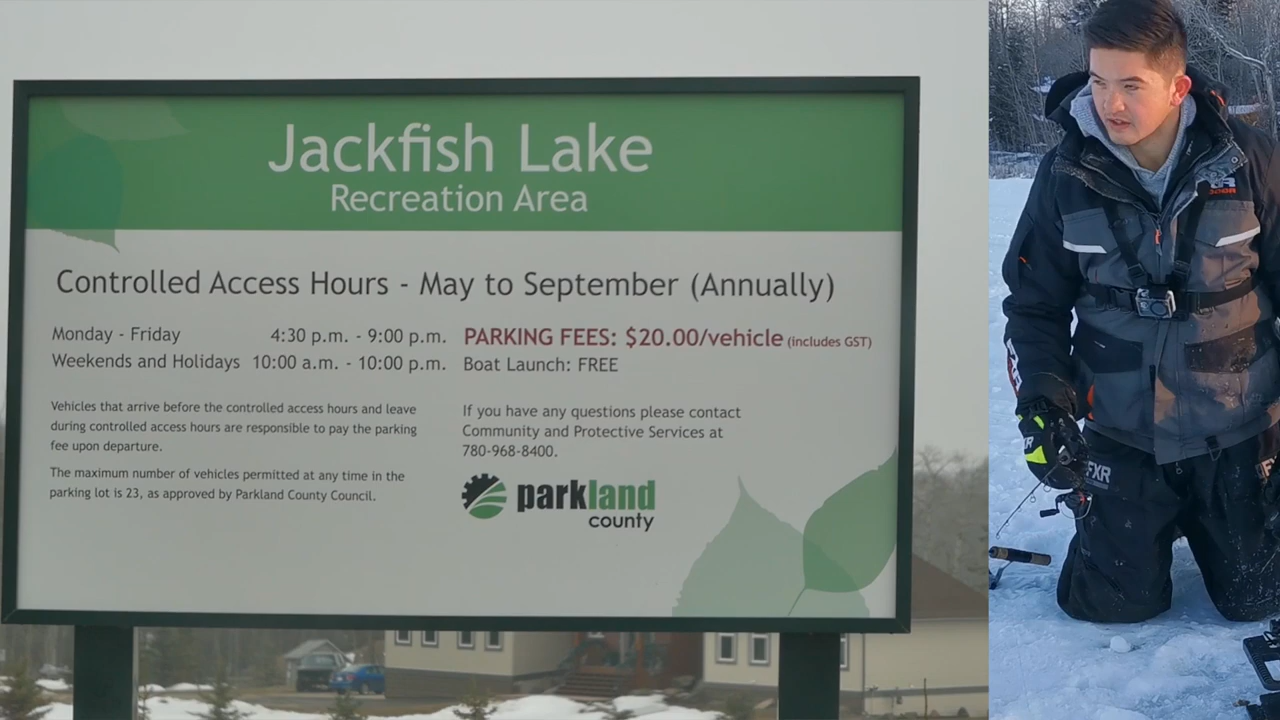 Jackfish Lake
Recreation Area
Controlled Access Hours - May to September (Annually)
Monday - Friday 4:30 p.m. - 9:00 p.m.
Weekends and Holidays 10:00 a.m. - 10:00 p.m.
PARKING FEES: $20.00/vehicle (includes GST)
Boat Launch: FREE
Vehicles that arrive before the controlled access hours and leave
during controlled access hours are responsible to pay the parking
fee upon departure.
The maximum number of vehicles permitted at any time in the
parking lot is 23, as approved by Parkland County Council.
If you have any questions please contact
Community and Protective Services at
780-968-8400.
parkland
county
FXR